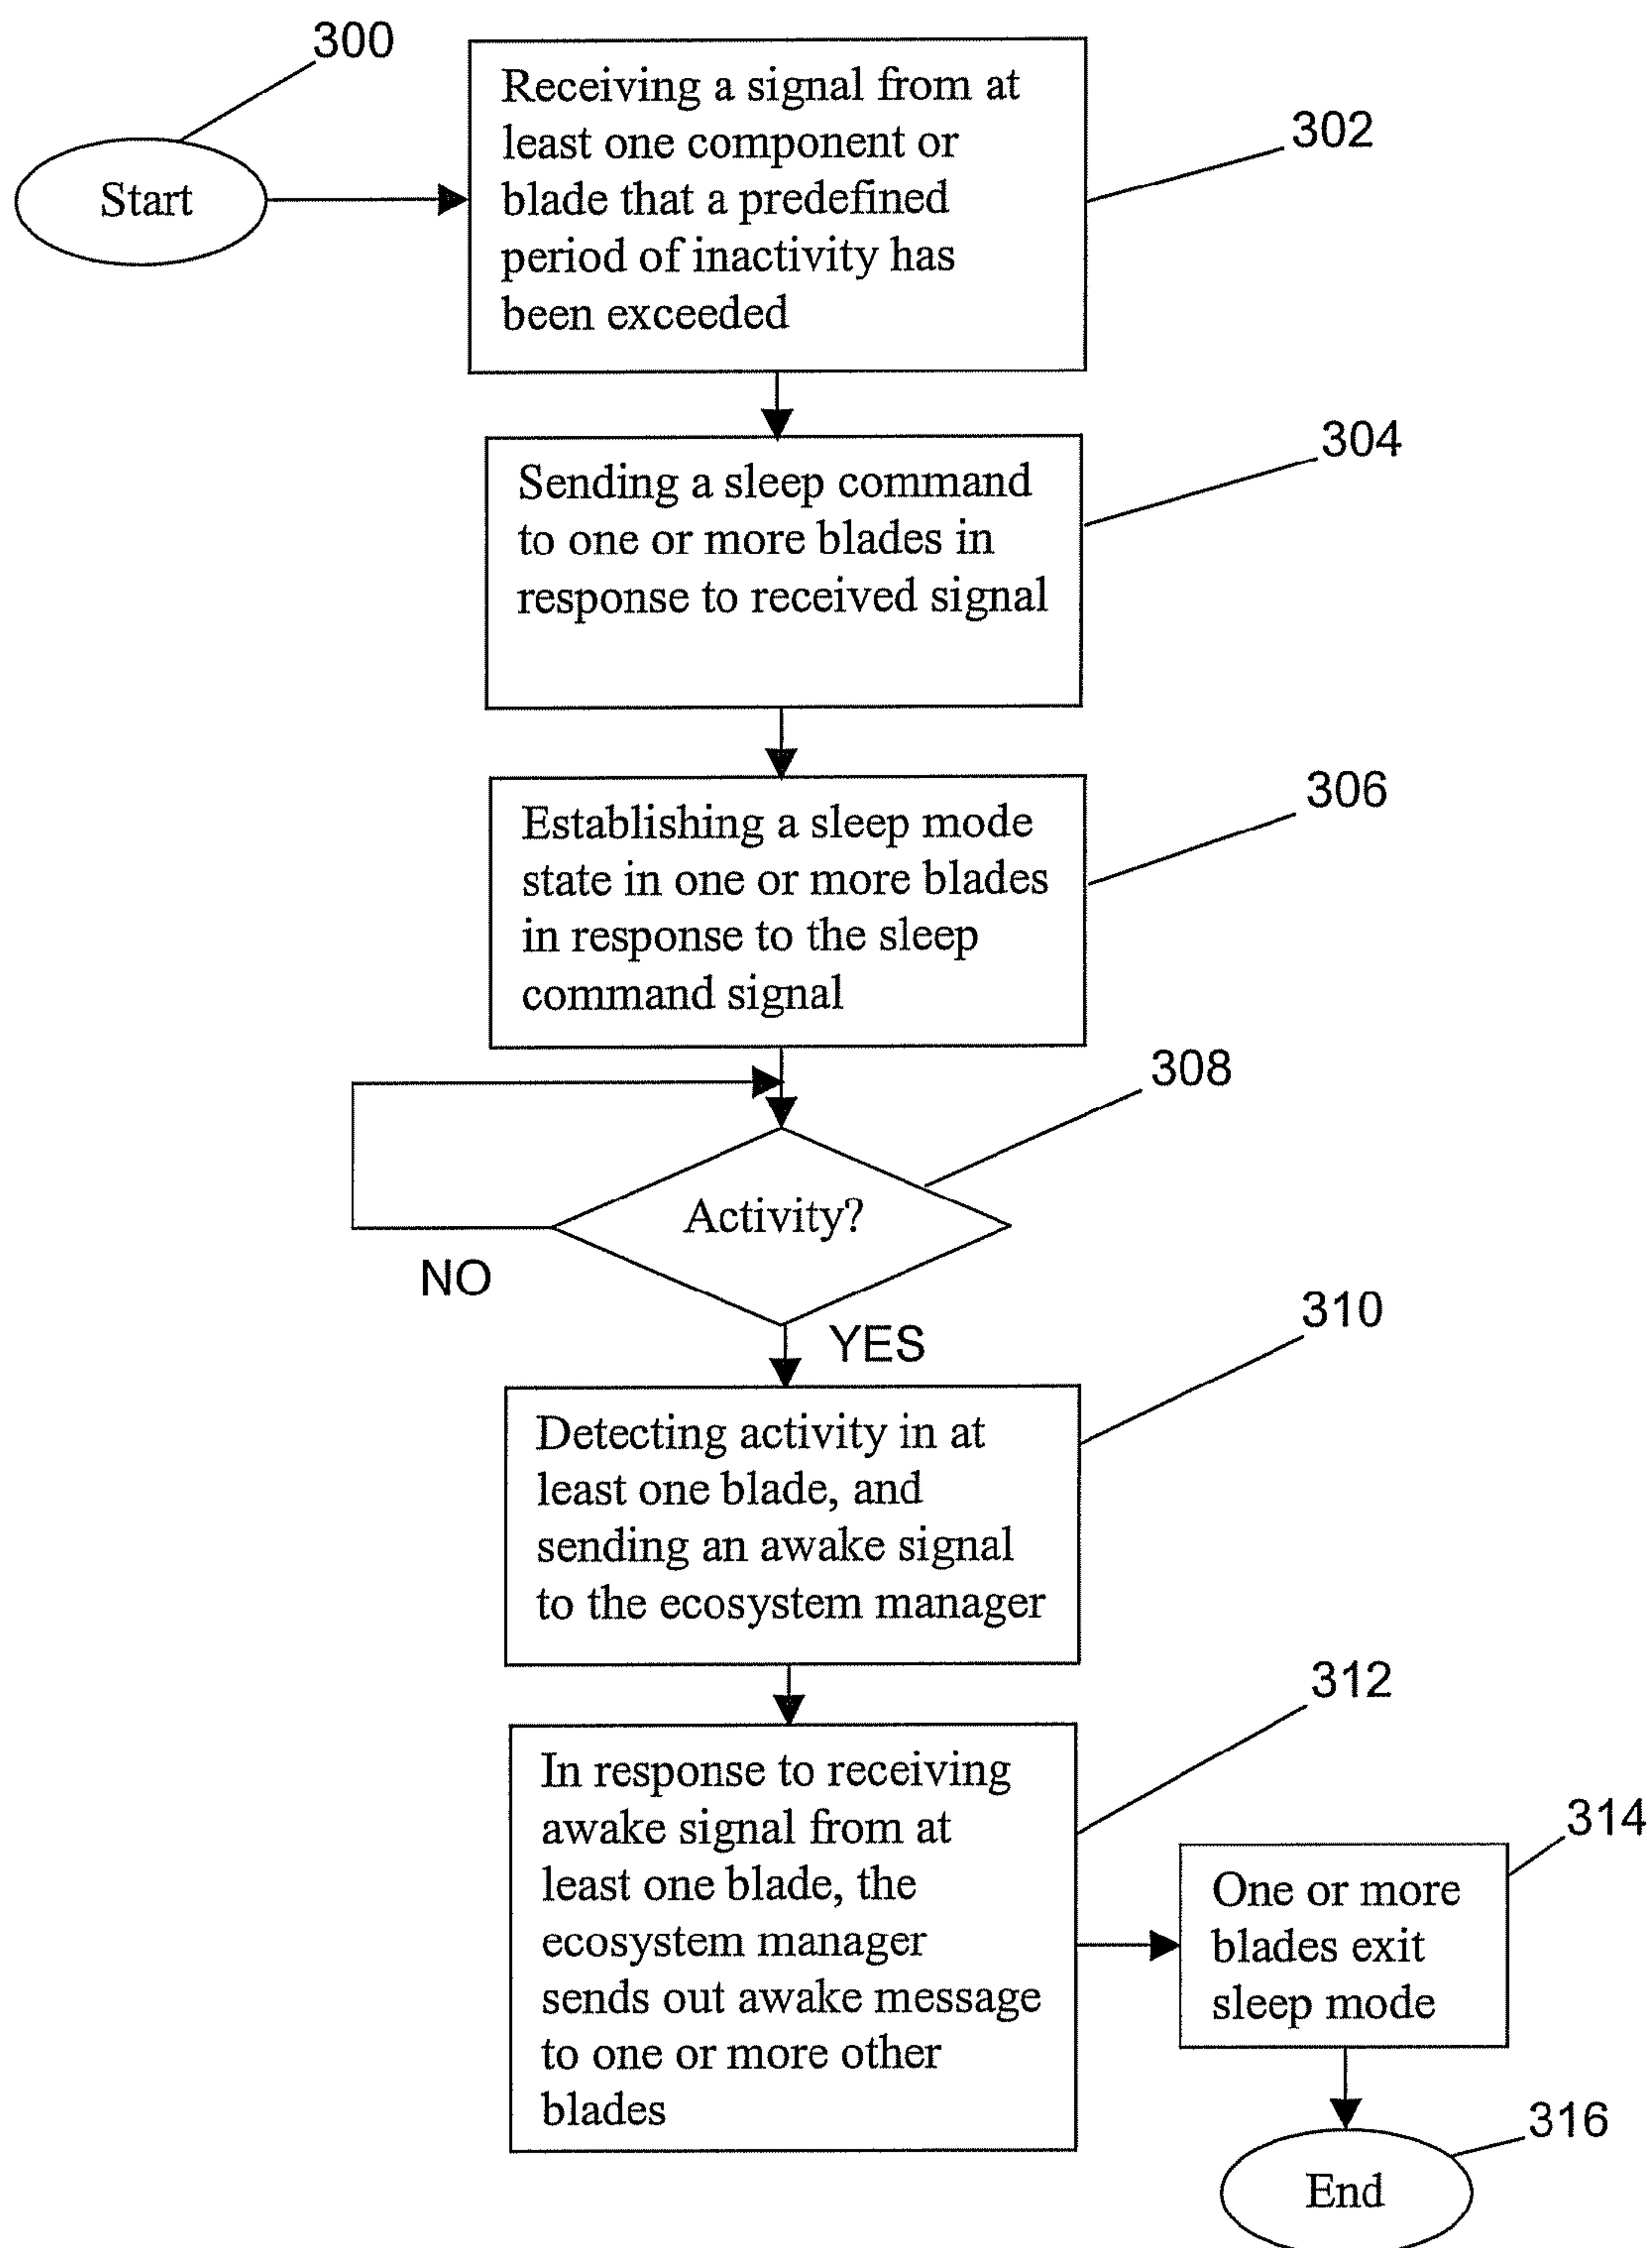 300
Start
Receiving a signal from at
least one component or
blade that a predefined
period of inactivity has
been exceeded
302
Sending a sleep command
to one or more blades in
response to received signal
304
Establishing a sleep mode
state in one or more blades
in response to the sleep
command signal
306
308
Activity?
NO
YES
310
Detecting activity in at
least one blade, and
sending an awake signal
to the ecosystem manager
312
In response to receiving
awake signal from at
least one blade, the
ecosystem manager
sends out awake message
to one or more other
blades
314
One or more
blades exit
sleep mode
316
End